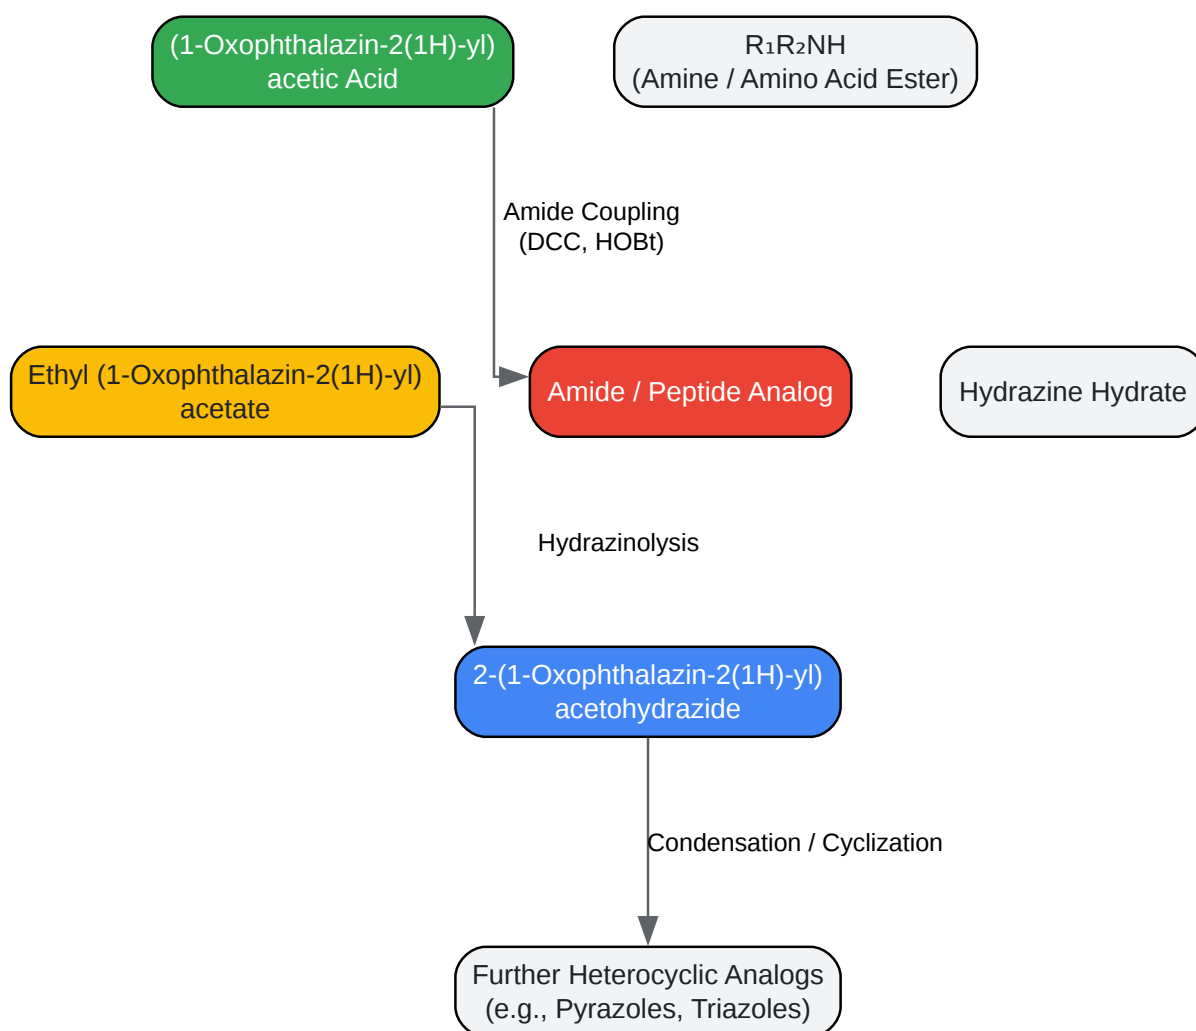 (1-Oxophthalazin-2(1H)-yl)
acetic Acid
R₁R₂NH
(Amine / Amino Acid Ester)
Amide Coupling
(DCC, HOBt)
Ethyl (1-Oxophthalazin-2(1H)-yl)
acetate
Amide / Peptide Analog
Hydrazine Hydrate
Hydrazinolysis
2-(1-Oxophthalazin-2(1H)-yl)
acetohydrazide
Condensation / Cyclization
Further Heterocyclic Analogs
(e.g., Pyrazoles, Triazoles)